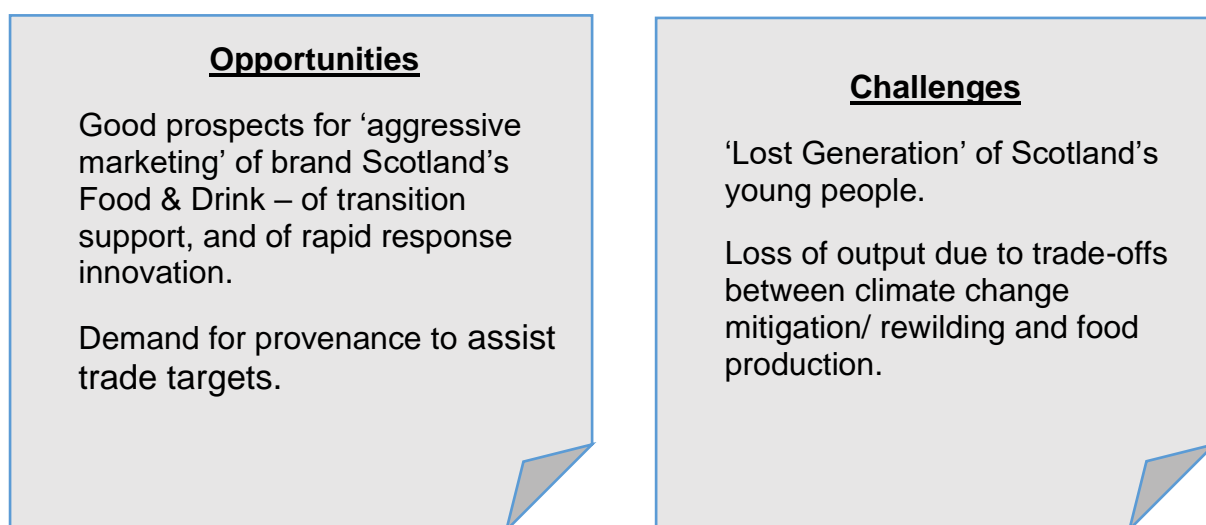 Opportunities
Good prospects for ‘aggressive
marketing’ of brand Scotland’s
Food & Drink – of transition
support, and of rapid response
innovation.
Demand for provenance to assist
trade targets.
Challenges
‘Lost Generation’ of Scotland’s
young people.
Loss of output due to trade-offs
between climate change
mitigation/ rewilding and food
production.